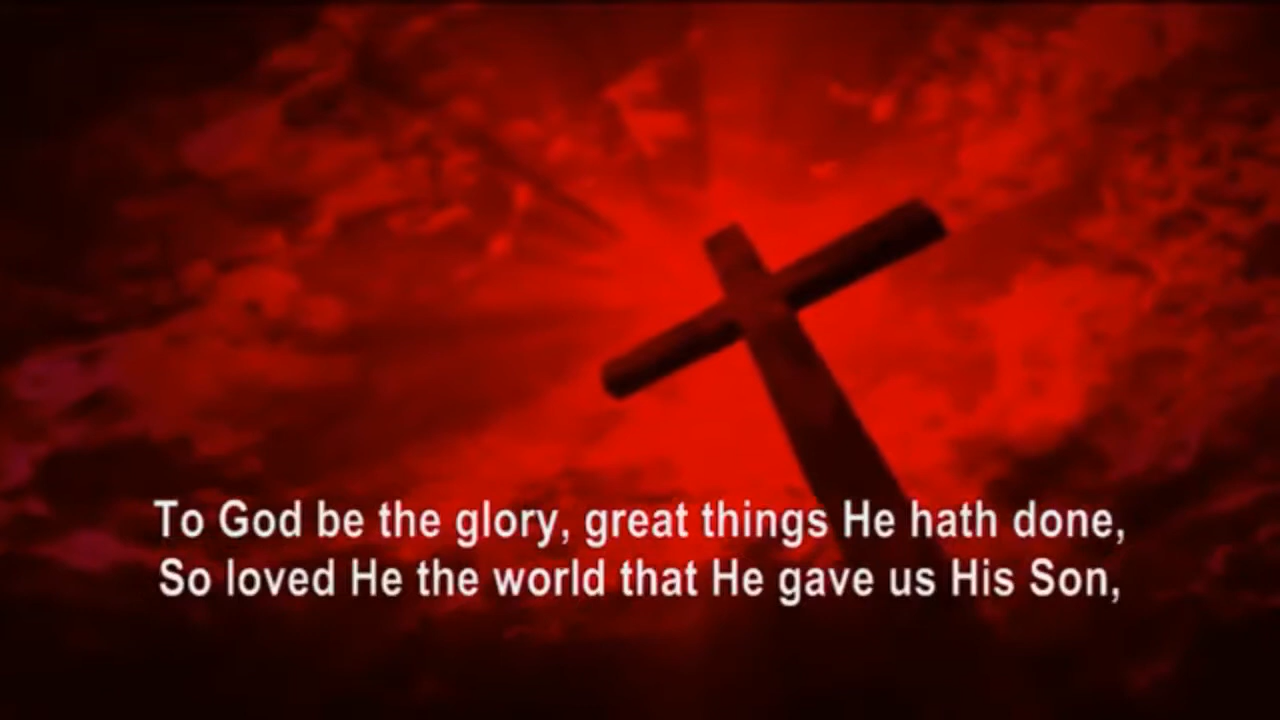 To God be the glory, great things He hath done,
So loved He the world that He gave us His Son,